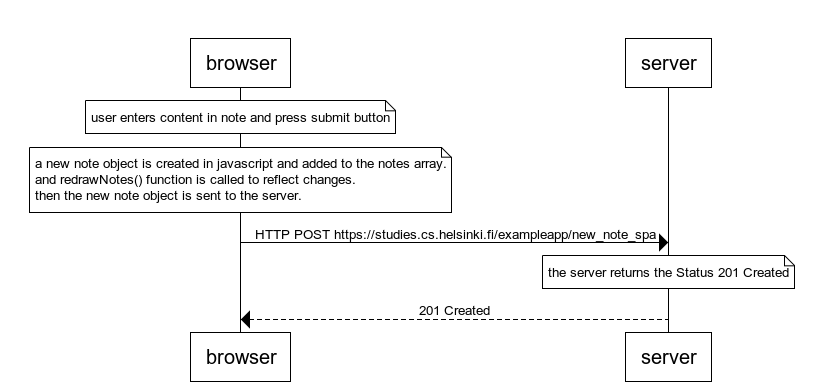 browser
server
user enters content in note and press submit button
a new note object is created in javascript and added to the notes array.
and redrawNotes() function is called to reflect changes.
then the new note object is sent to the server.
HTTP POST https://studies.cs.helsinki.fi/exampleapp/new_note_spa
the server returns the Status 201 Created
201 Created
browser
server